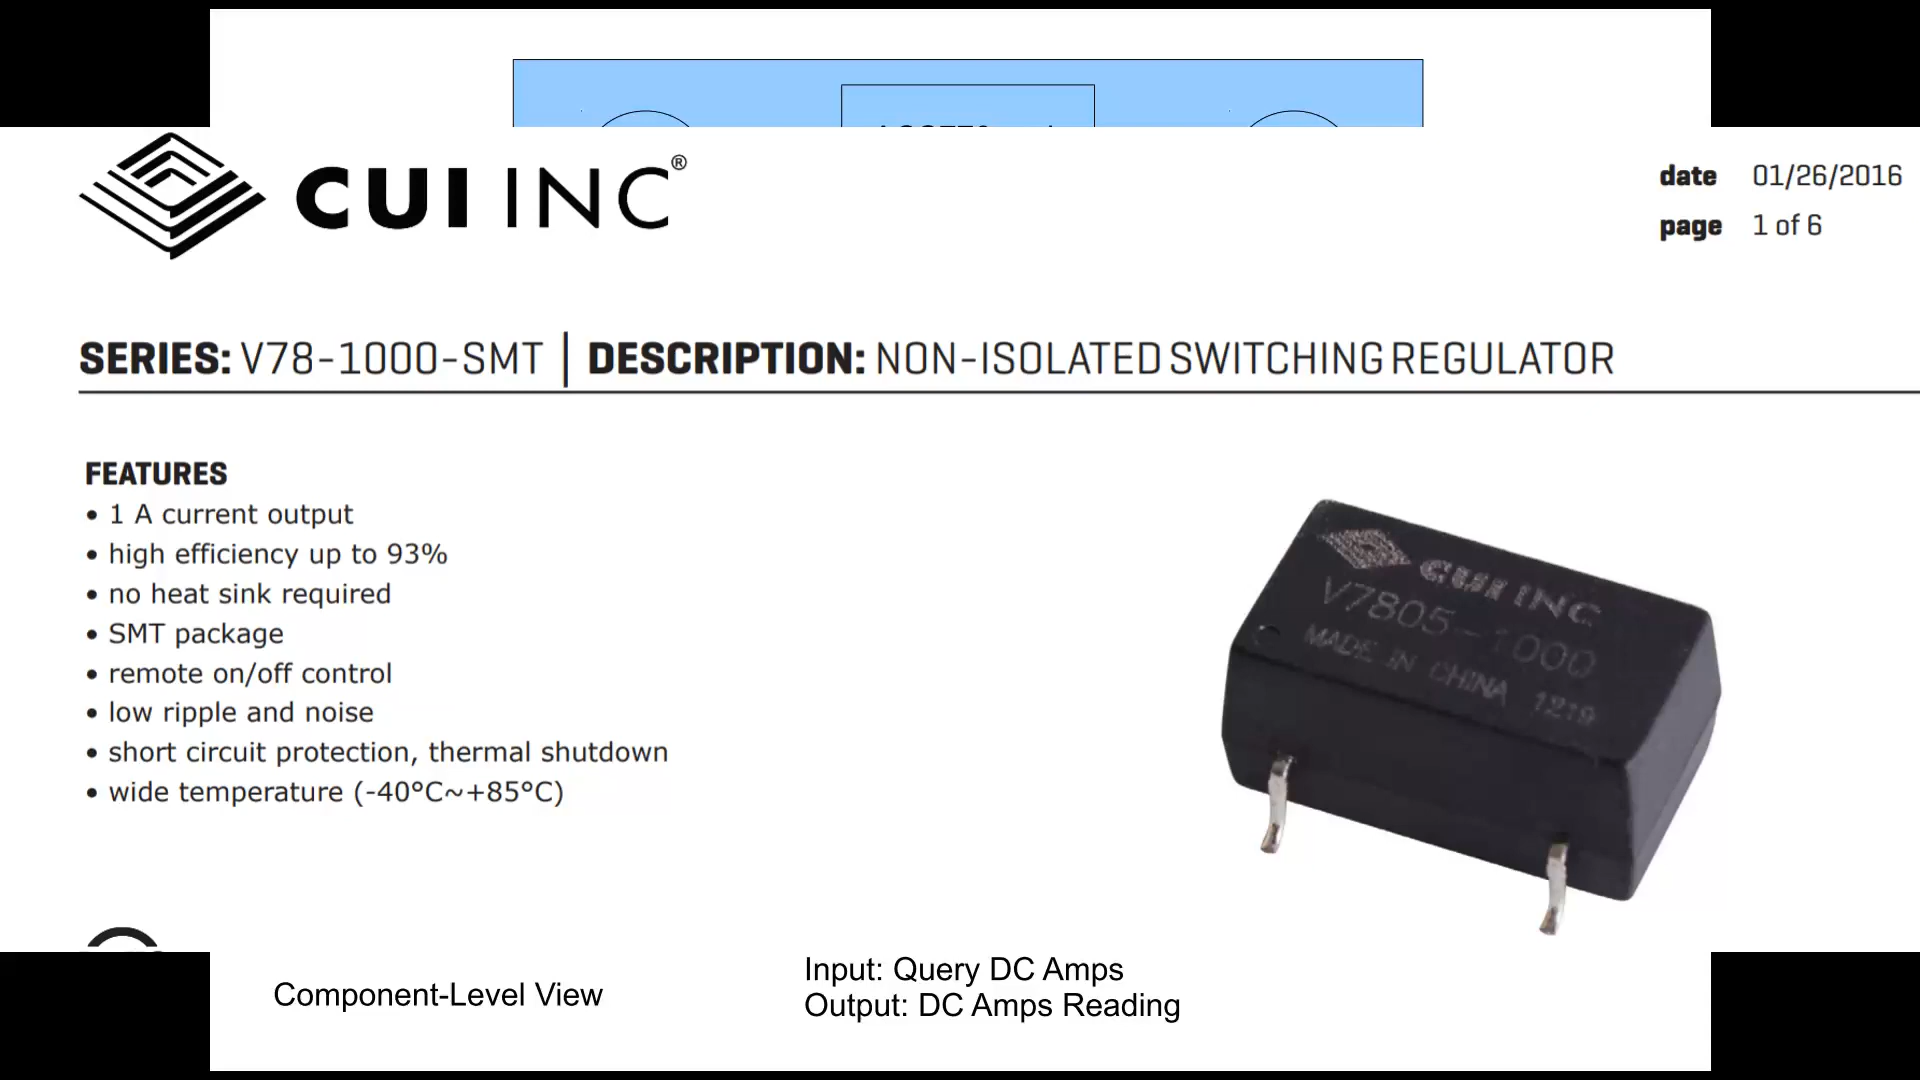 CUI INC®
date 01/26/2016
page 1 of 6
SERIES: V78-1000-SMT | DESCRIPTION: NON-ISOLATED SWITCHING REGULATOR
FEATURES
• 1 A current output
• high efficiency up to 93%
• no heat sink required
• SMT package
• remote on/off control
• low ripple and noise
• short circuit protection, thermal shutdown
• wide temperature (-40°C~+85°C)
CUI INC
V7805-1000
MADE IN CHINA 1219
Component-Level View
Input: Query DC Amps
Output: DC Amps Reading